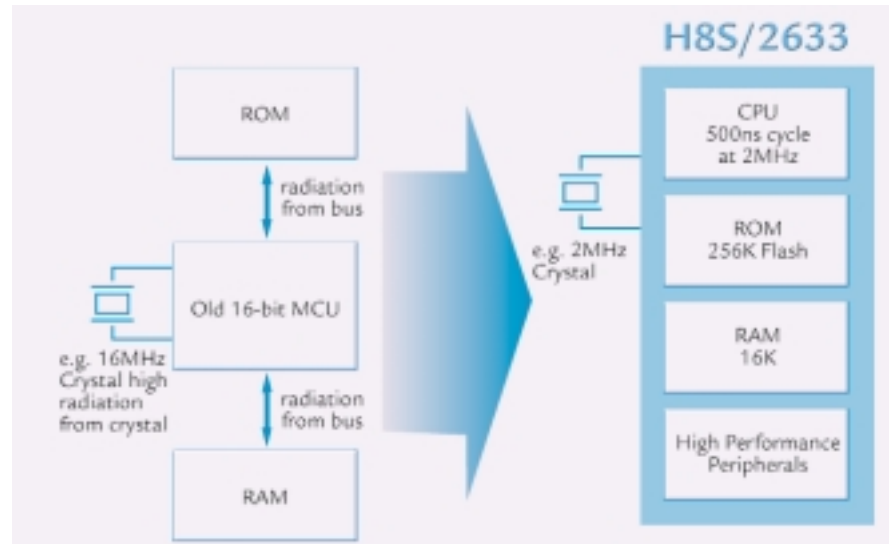 ROM
radiation
from bus
Old 16-bit MCU
e.g. 16MHz
Crystal high
radiation
from crystal
radiation
from bus
RAM
H8S/2633
e.g. 2MHz
Crystal
CPU
500ns cycle
at 2MHz
ROM
256K Flash
RAM
16K
High Performance
Peripherals